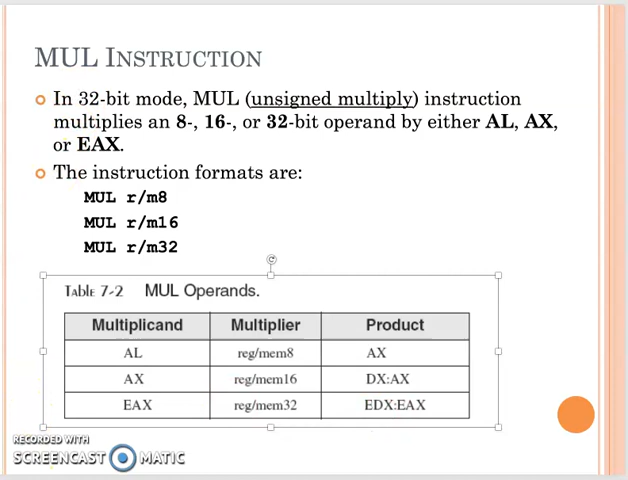 MUL INSTRUCTION
In 32-bit mode, MUL (unsigned multiply) instruction
multiplies an 8-, 16-, or 32-bit operand by either AL, AX,
or EAX.
The instruction formats are:
MUL r/m8
MUL r/m16
MUL r/m32
Table 7-2 MUL Operands.
Multiplicand Multiplier Product
AL reg/mem8 AX
AX reg/mem16 DX:AX
EAX reg/mem32 EDX:EAX
RECORDED WITH
SCREENCAST MATIC